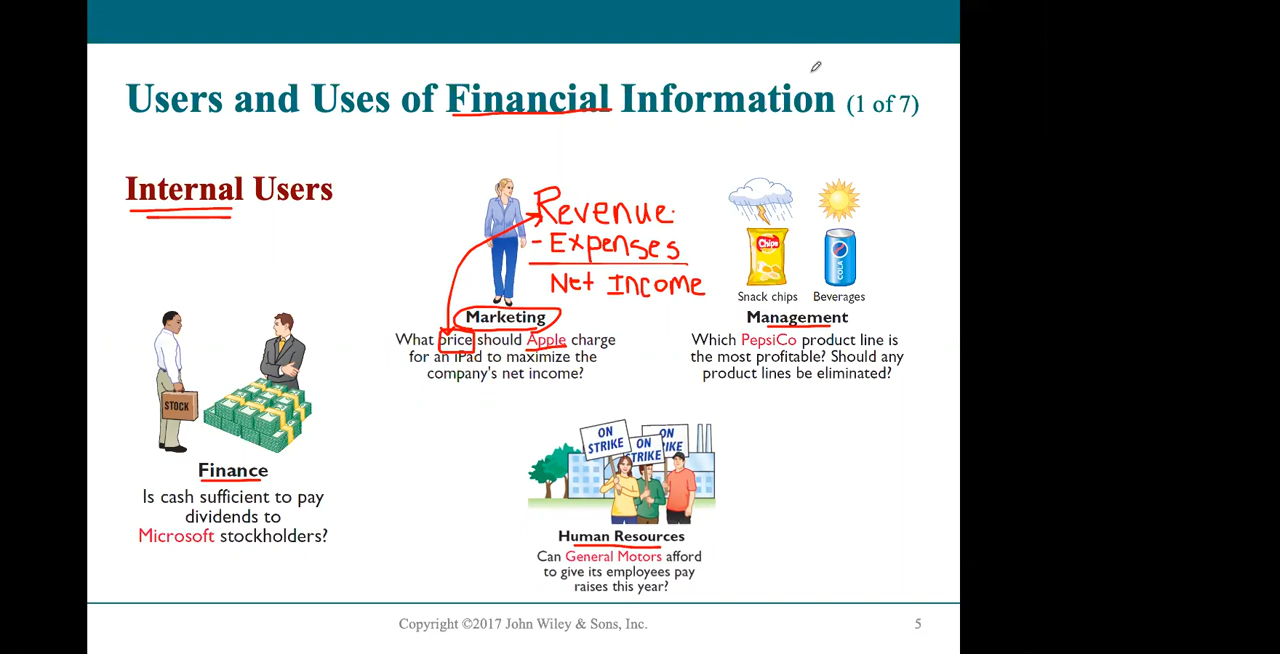 Users and Uses of Financial Information (1 of 7)
Internal Users
Revenue
- Expenses
Net Income
Chips
COLA
Snack chips Beverages
Marketing
What price should Apple charge
for an iPad to maximize the
company's net income?
Management
Which PepsiCo product line is
the most profitable? Should any
product lines be eliminated?
STOCK
Finance
Is cash sufficient to pay
dividends to
Microsoft stockholders?
ON
STRIKE
ON
STRIKE
ON
IKE
Human Resources
Can General Motors afford
to give its employees pay
raises this year?
Copyright ©2017 John Wiley & Sons, Inc.
5